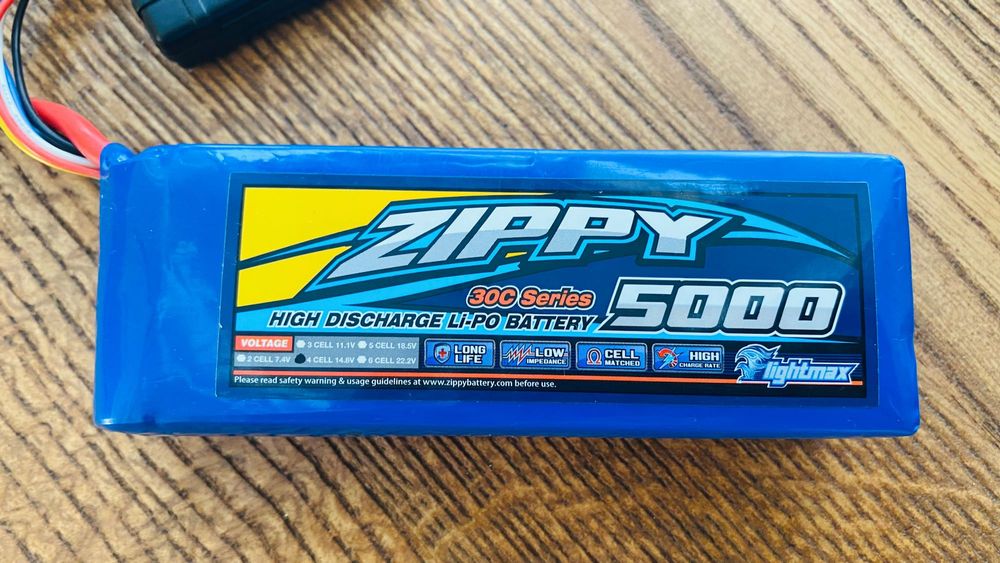 ZIPPY
30C Series
5000
HIGH DISCHARGE Li-PO BATTERY
VOLTAGE
3 CELL 11.1V
5 CELL 18.5V
2 CELL 7.4V
4 CELL 14.8V
6 CELL 22.2V
LONG
LIFE
LOW
IMPEDANCE
CELL
MATCHED
HIGH
CHARGE RATE
flightmax
Please read safety warning & usage guidelines at www.zippybattery.com before use.